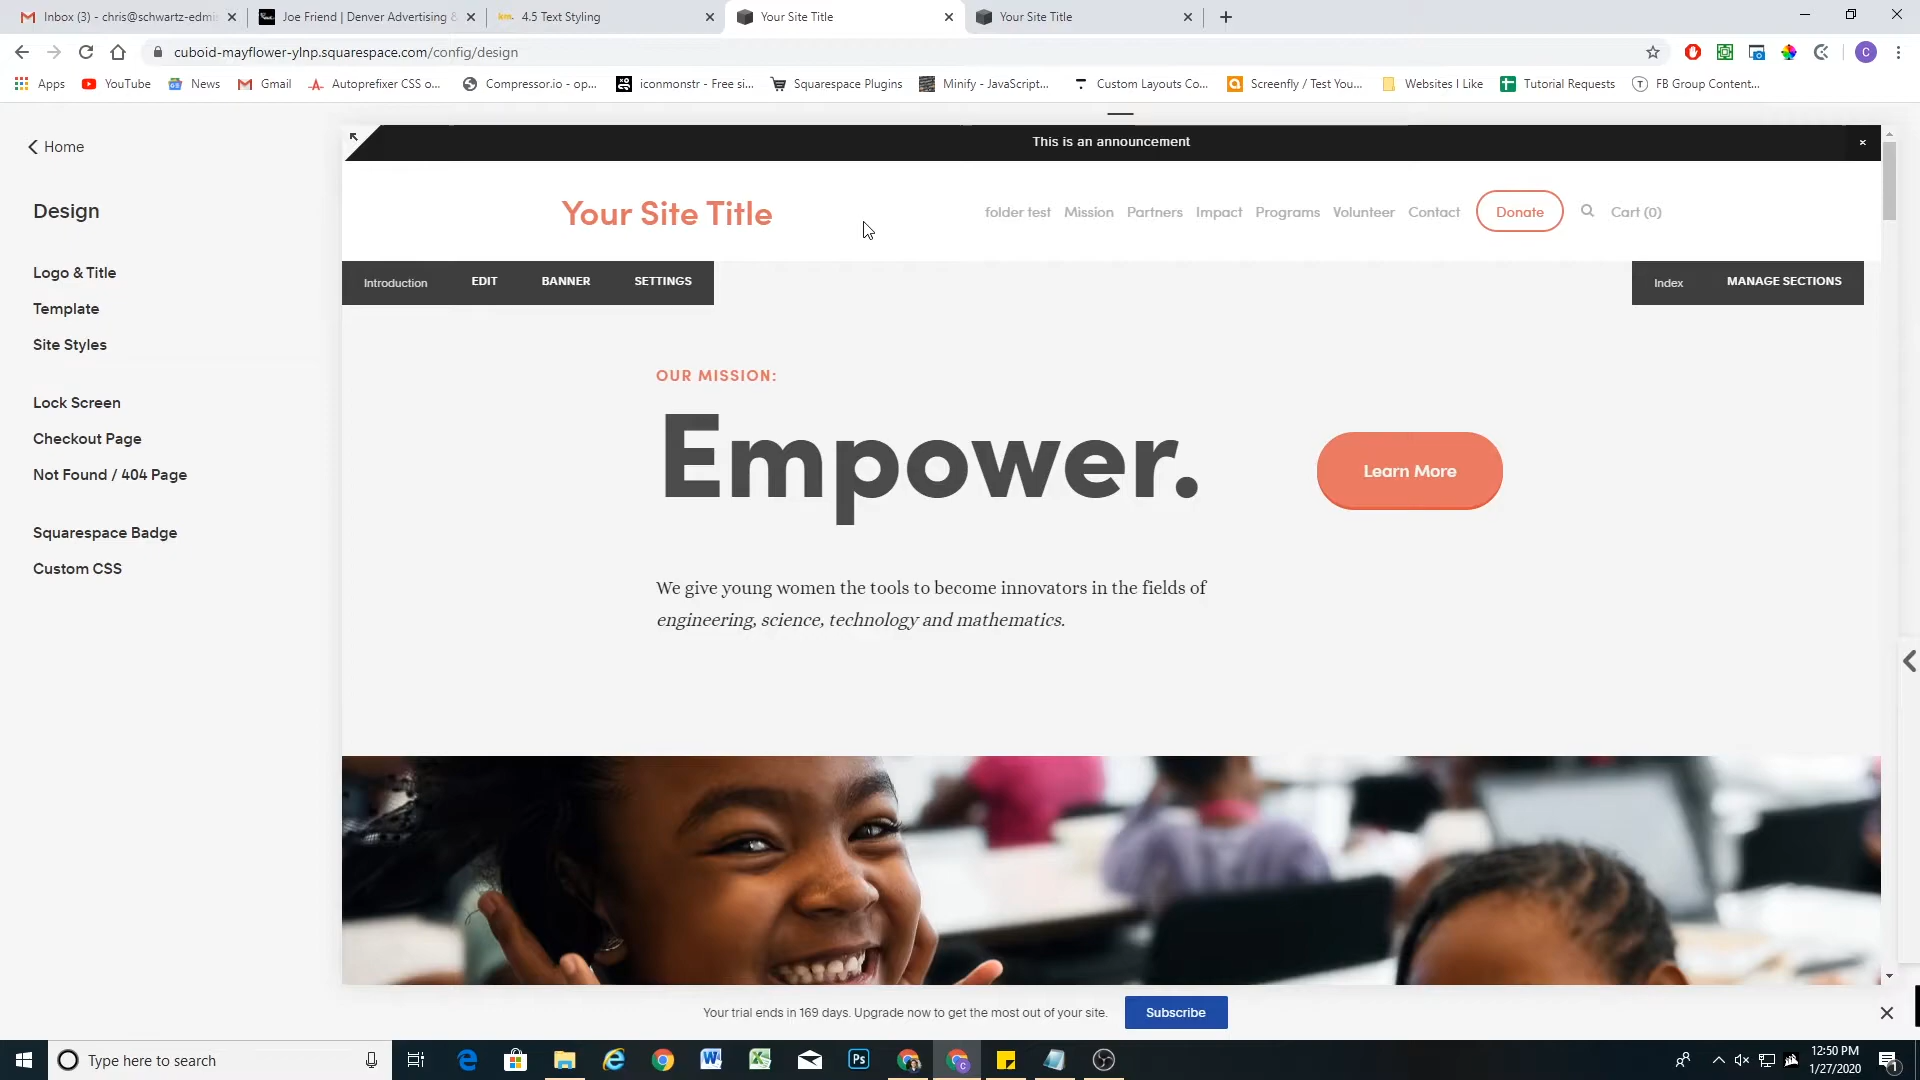 Inbox (3) - chris@schwartz-edmi
Joe Friend | Denver Advertising &
km. 4.5 Text Styling
Your Site Title
Your Site Title
cuboid-mayflower-ylnp.squarespace.com/config/design
C
Apps
YouTube
News
Gmail
Autoprefixer CSS o...
Compressor.io - op...
iconmonstr - Free si...
Squarespace Plugins
Minify - JavaScript...
Custom Layouts Co...
Screenfly / Test You...
Websites I Like
Tutorial Requests
FB Group Content...
Home
Design
Logo & Title
Template
Site Styles
Lock Screen
Checkout Page
Not Found / 404 Page
Squarespace Badge
Custom CSS
This is an announcement
Your Site Title
folder test Mission Partners Impact Programs Volunteer Contact Donate Cart (0)
Introduction EDIT BANNER SETTINGS
Index MANAGE SECTIONS
OUR MISSION:
Empower.
Learn More
We give young women the tools to become innovators in the fields of
engineering, science, technology and mathematics.
Your trial ends in 169 days. Upgrade now to get the most out of your site. Subscribe
Type here to search
Ps
12:50 PM
1/27/2020
1